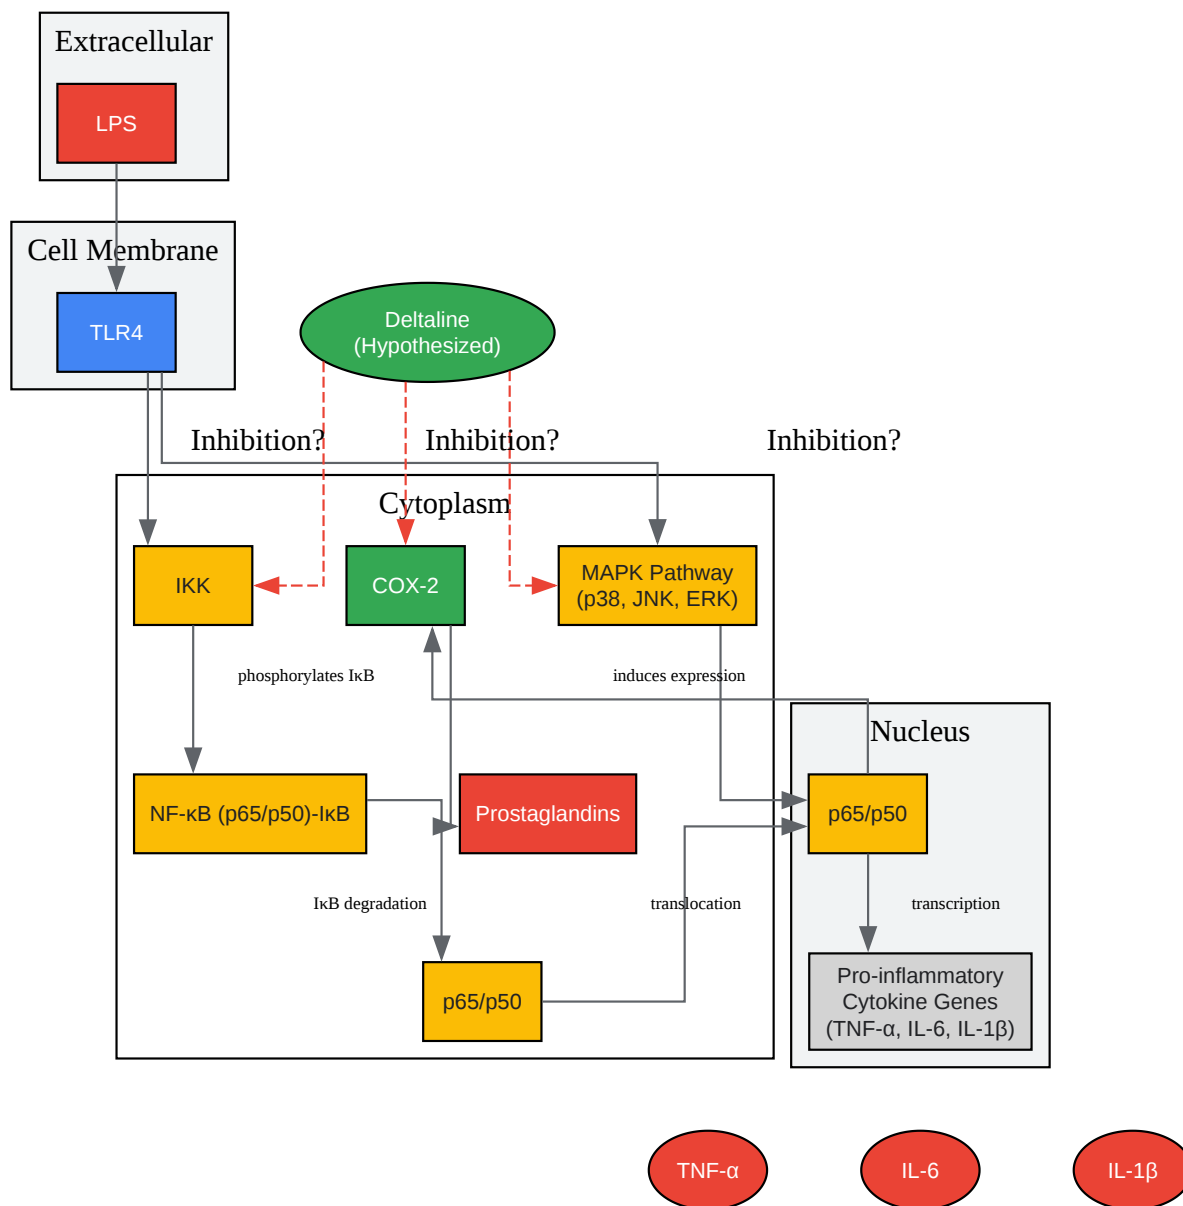 Extracellular
LPS
Cell Membrane
TLR4
Deltaline
(Hypothesized)
Inhibition?
Inhibition?
Inhibition?
Cytoplasm
IKK
COX-2
MAPK Pathway
(p38, JNK, ERK)
phosphorylates IκB
induces expression
Nucleus
NF-κB (p65/p50)-IκB
Prostaglandins
p65/p50
IκB degradation
translocation
transcription
p65/p50
Pro-inflammatory
Cytokine Genes
(TNF-α, IL-6, IL-1β)
TNF-α
IL-6
IL-1β